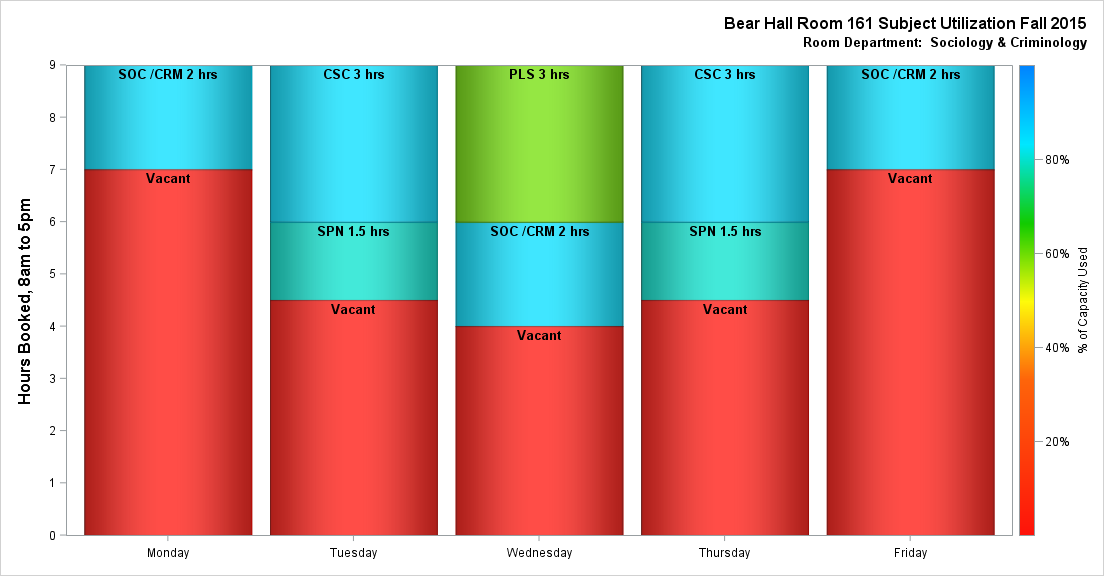 Bear Hall Room 161 Subject Utilization Fall 2015
Room Department:  Sociology & Criminology
Hours Booked, 8am to 5pm
9
8
7
6
5
4
3
2
1
0
SOC /CRM 2 hrs
Vacant
CSC 3 hrs
SPN 1.5 hrs
Vacant
PLS 3 hrs
SOC /CRM 2 hrs
Vacant
CSC 3 hrs
SPN 1.5 hrs
Vacant
SOC /CRM 2 hrs
Vacant
Monday
Tuesday
Wednesday
Thursday
Friday
80%
60%
40%
20%
% of Capacity Used